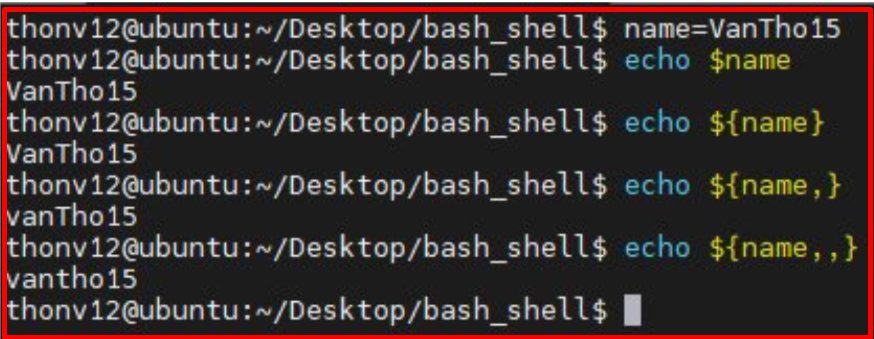 thonv12@ubuntu:~/Desktop/bash_shell$ name=VanTho15
thonv12@ubuntu:~/Desktop/bash_shell$ echo $name
VanTho15
thonv12@ubuntu:~/Desktop/bash_shell$ echo ${name}
VanTho15
thonv12@ubuntu:~/Desktop/bash_shell$ echo ${name,}
vanTho15
thonv12@ubuntu:~/Desktop/bash_shell$ echo ${name,,}
vantho15
thonv12@ubuntu:~/Desktop/bash_shell$